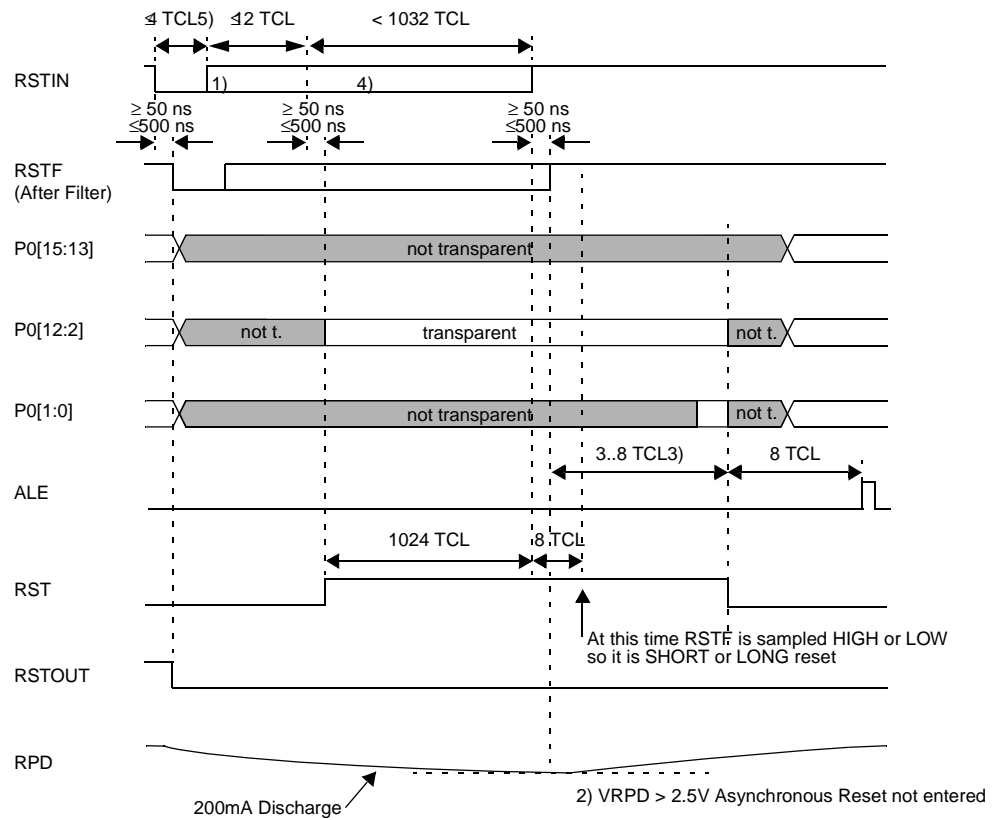 ≤4 TCL5) ≤12 TCL < 1032 TCL
RSTIN
1) 4)
≥ 50 ns ≥ 50 ns ≥ 50 ns
≤500 ns ≤500 ns ≤500 ns
RSTF
(After Filter)
P0[15:13] not transparent
P0[12:2] not t. transparent not t.
P0[1:0] not transparent not t.
3..8 TCL3) 8 TCL
ALE
1024 TCL 8 TCL
RST
At this time RSTF is sampled HIGH or LOW
so it is SHORT or LONG reset
RSTOUT
RPD
200mA Discharge
2) VRPD > 2.5V Asynchronous Reset not entered